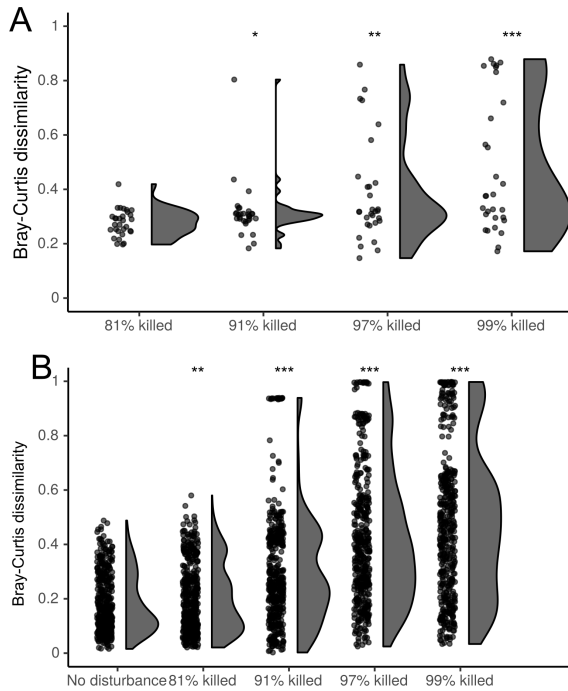 A
Bray-Curtis dissimilarity
1
0.8
0.6
0.4
0.2
0
* ** ***
81% killed 91% killed 97% killed 99% killed
B
Bray-Curtis dissimilarity
1
0.8
0.6
0.4
0.2
0
** *** *** ***
No disturbance 81% killed 91% killed 97% killed 99% killed